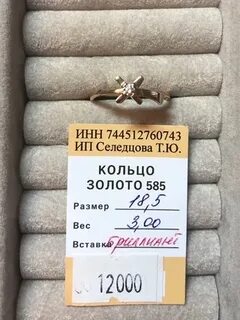 ИНН 744512760743
ИП Селедцова Т.Ю.
КОЛЬЦО
ЗОЛОТО 585
Размер 18,5
Вес 3,00
Вставка бриллиант
12000